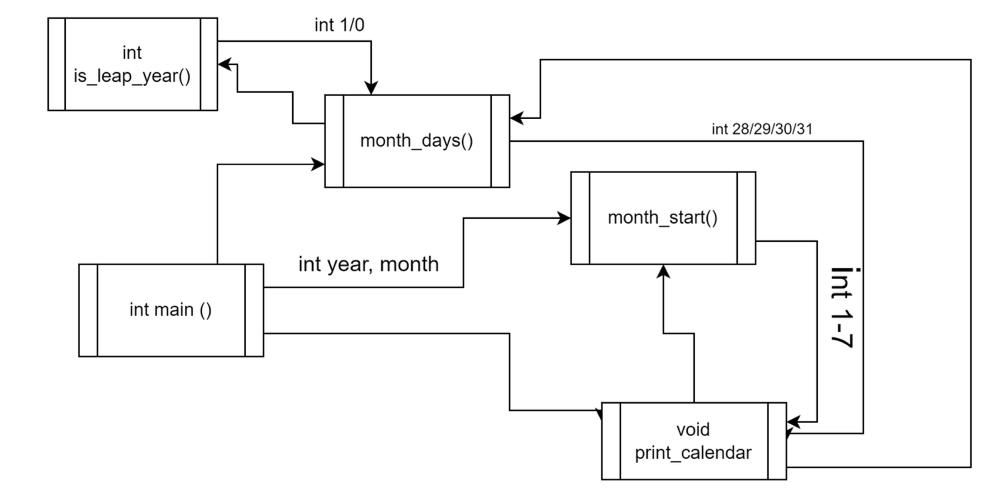 int 1/0
int
is_leap_year()
int 28/29/30/31
month_days()
month_start()
int year, month
int main ()
int 1-7
void
print_calendar